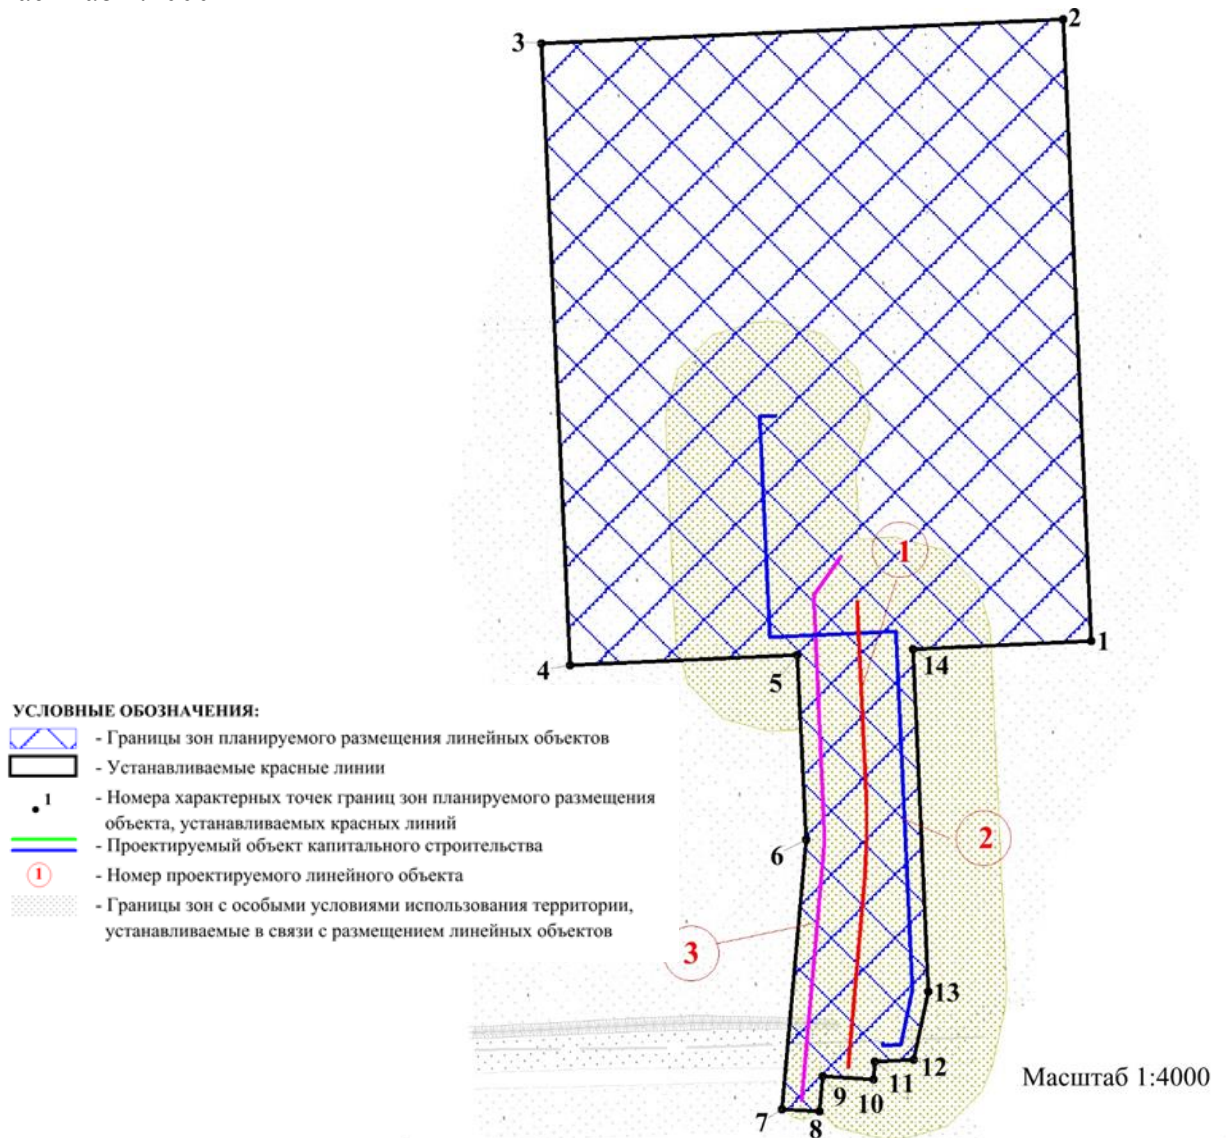 3
2
1
1
4
5
14
УСЛОВНЫЕ ОБОЗНАЧЕНИЯ:
- Границы зон планируемого размещения линейных объектов
- Устанавливаемые красные линии
1
- Номера характерных точек границ зон планируемого размещения
объекта, устанавливаемых красных линий
- Проектируемый объект капитального строительства
1
- Номер проектируемого линейного объекта
- Границы зон с особыми условиями использования территории,
устанавливаемые в связи с размещением линейных объектов
6
2
3
13
12
11
10
9
8
7
Масштаб 1:4000